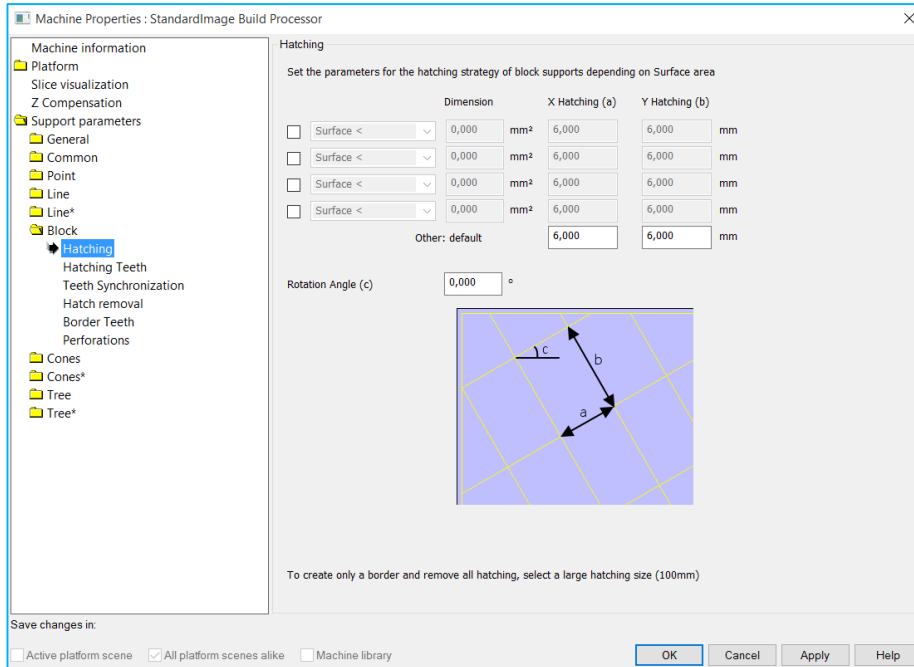 Machine Properties : StandardImage Build Processor
Machine information
Platform
Slice visualization
Z Compensation
Support parameters
General
Common
Point
Line
Line*
Block
Hatching
Hatching Teeth
Teeth Synchronization
Hatch removal
Border Teeth
Perforations
Cones
Cones*
Tree
Tree*
Hatching
Set the parameters for the hatching strategy of block supports depending on Surface area
Dimension X Hatching (a) Y Hatching (b)
Surface < 0,000 mm² 6,000 6,000 mm
Surface < 0,000 mm² 6,000 6,000 mm
Surface < 0,000 mm² 6,000 6,000 mm
Surface < 0,000 mm² 6,000 6,000 mm
Other: default 6,000 6,000 mm
Rotation Angle (c) 0,000 °
c
b
a
To create only a border and remove all hatching, select a large hatching size (100mm)
Save changes in:
Active platform scene All platform scenes alike Machine library OK Cancel Apply Help